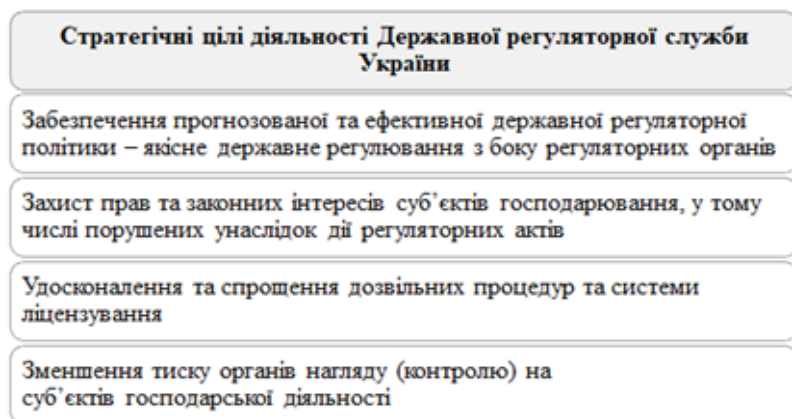 Стратегічні цілі діяльності Державної регуляторної служби
України
Забезпечення прогнозованої та ефективної державної регуляторної
політики – якісне державне регулювання з боку регуляторних органів
Захист прав та законних інтересів суб’єктів господарювання, у тому
числі порушених унаслідок дії регуляторних актів
Удосконалення та спрощення дозвільних процедур та системи
ліцензування
Зменшення тиску органів нагляду (контролю) на
суб’єктів господарської діяльності